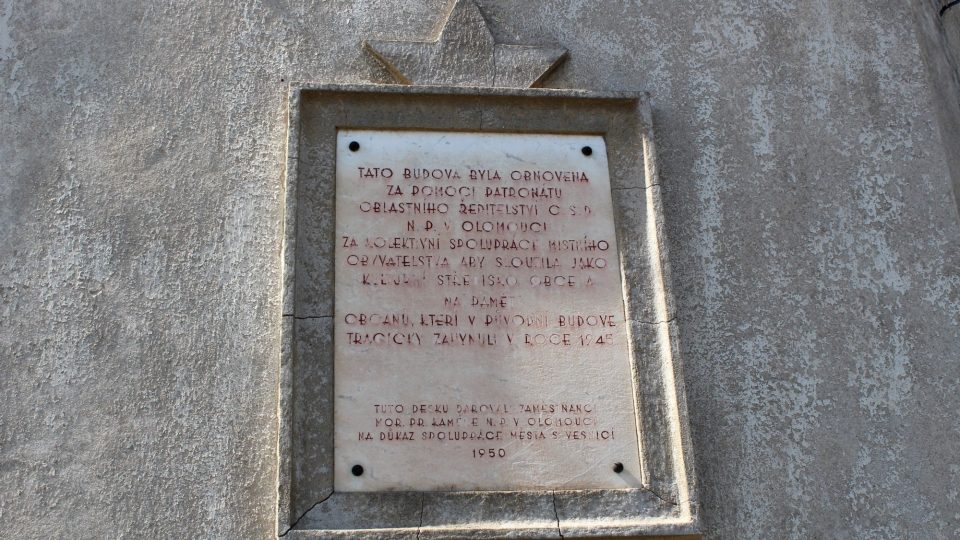 TATO BUDOVA BYLA OBNOVENA
ZA POMOCI PATRONÁTU
OBLASTNÍHO ŘEDITELSTVÍ Č.S.D.
N.P. V OLOMOUCI
ZA KOLEKTIVNÍ SPOLUPRÁCE MÍSTNÍHO
OBYVATELSTVA ABY SLOUŽILA JAKO
KULTURNÍ STŘEDISKO OBCE A
NA PAMĚŤ
OBČANŮ, KTEŘÍ V PŮVODNÍ BUDOVĚ
TRAGICKY ZAHYNULI V ROCE 1945
TUTO DESKU DAROVALI ZAMĚSTNANCI
MOR. PR. KAMENE N.P. V OLOMOUCI
NA DŮKAZ SPOLUPRÁCE MĚSTA S VESNICÍ
1950